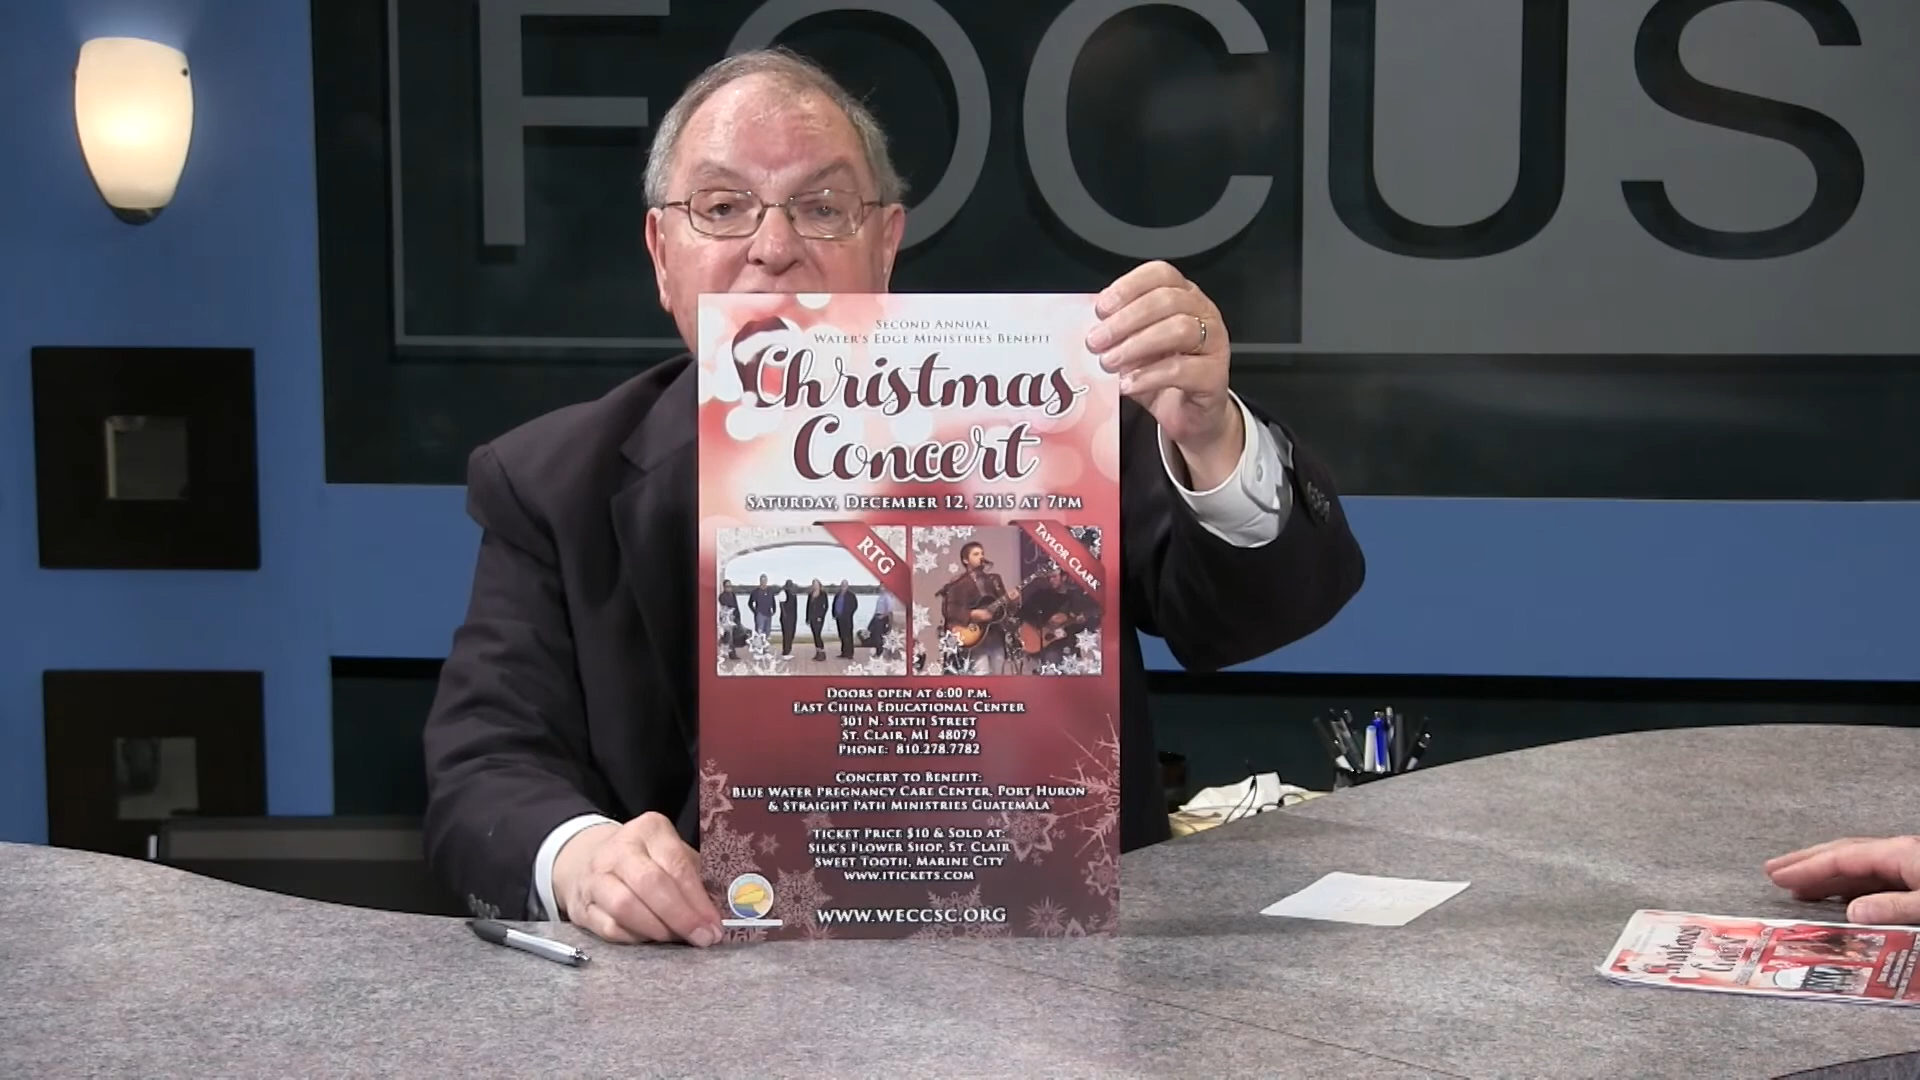 FOCUS
SECOND ANNUAL
WATER'S EDGE MINISTRIES BENEFIT
Christmas
Concert
SATURDAY, DECEMBER 12, 2015 AT 7PM
RTG
TAYLOR CLARK
DOORS OPEN AT 6:00 P.M.
EAST CHINA EDUCATIONAL CENTER
301 N. SIXTH STREET
ST. CLAIR, MI 48079
PHONE: 810.278.7782
CONCERT TO BENEFIT:
BLUE WATER PREGNANCY CARE CENTER, PORT HURON
& STRAIGHT PATH MINISTRIES GUATEMALA
TICKET PRICE $10 & SOLD AT:
SILK'S FLOWER SHOP, ST. CLAIR
SWEET TOOTH, MARINE CITY
WWW.ITICKETS.COM
WWW.WECCSC.ORG
Christmas
Concert